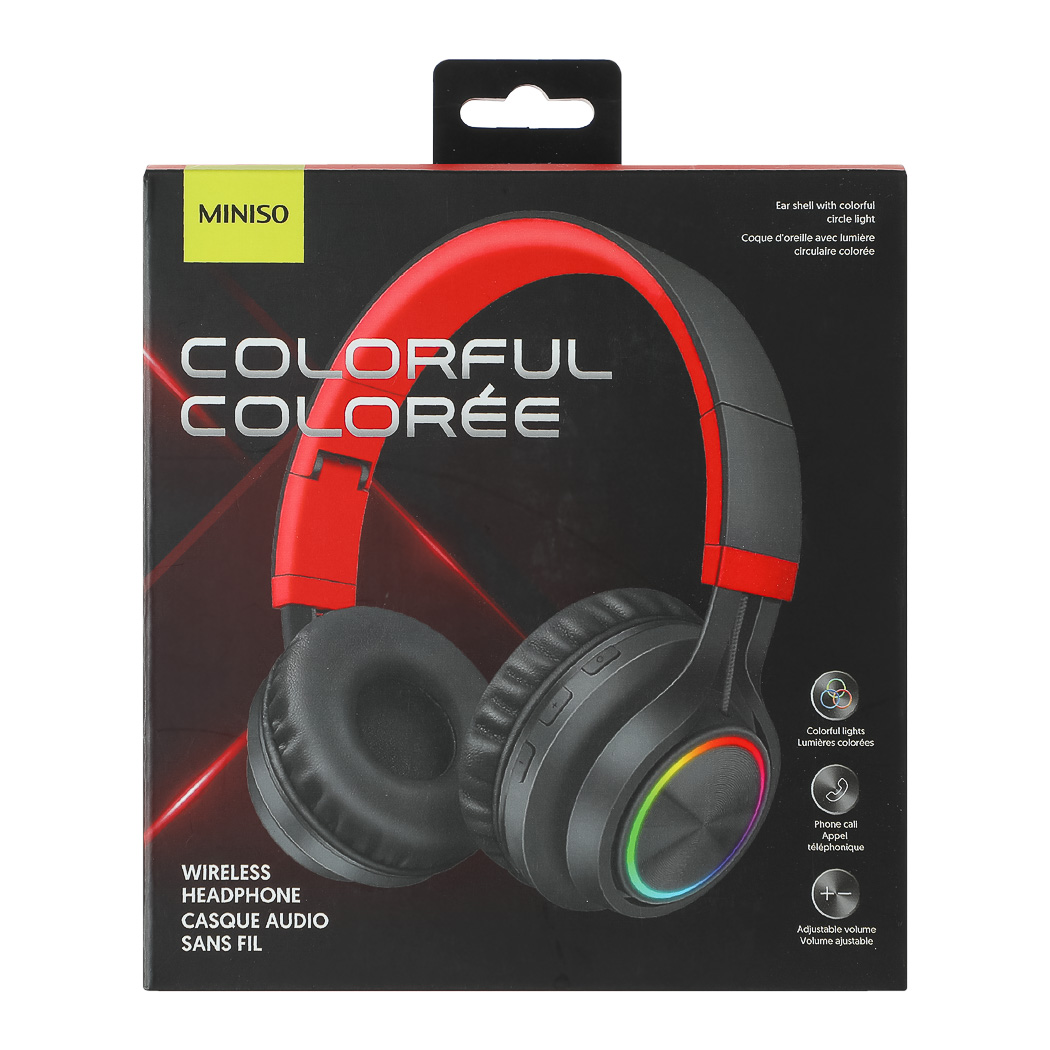 MINISO
Ear shell with colorful
circle light
Coque d'oreille avec lumière
circulaire colorée
COLORFUL
COLORÉE
Colorful lights
Lumières colorées
Phone call
Appel
téléphonique
Adjustable volume
Volume ajustable
WIRELESS
HEADPHONE
CASQUE AUDIO
SANS FIL